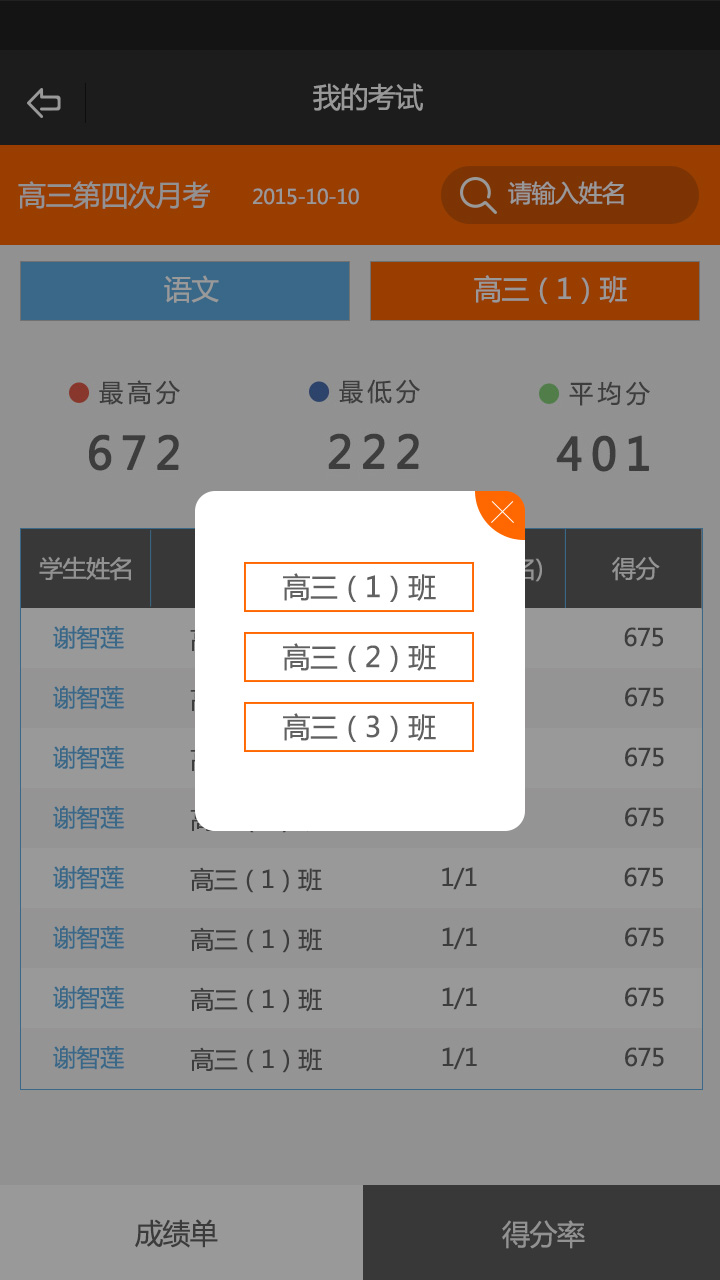 我的考试
高三第四次月考 2015-10-10 请输入姓名
语文 高三（1）班
最高分 最低分 平均分
672 222 401
学生姓名 名) 得分
高三（1）班
高三（2）班
高三（3）班
谢智莲 675
谢智莲 675
谢智莲 675
谢智莲 675
谢智莲 高三（1）班 1/1 675
谢智莲 高三（1）班 1/1 675
谢智莲 高三（1）班 1/1 675
谢智莲 高三（1）班 1/1 675
成绩单 得分率